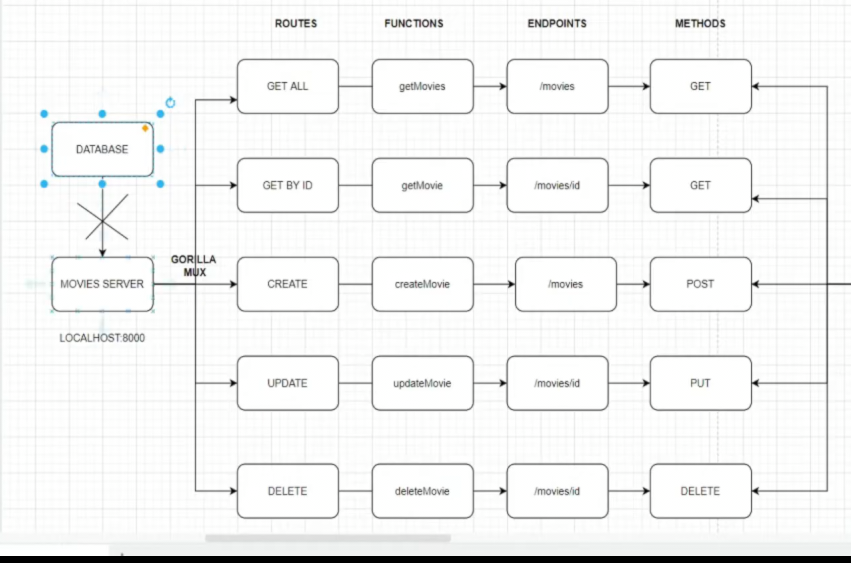 ROUTES FUNCTIONS ENDPOINTS METHODS
GET ALL getMovies /movies GET
DATABASE
GET BY ID getMovie /movies/id GET
GORILLA
MUX
MOVIES SERVER CREATE createMovie /movies POST
LOCALHOST:8000
UPDATE updateMovie /movies/id PUT
DELETE deleteMovie /movies/id DELETE